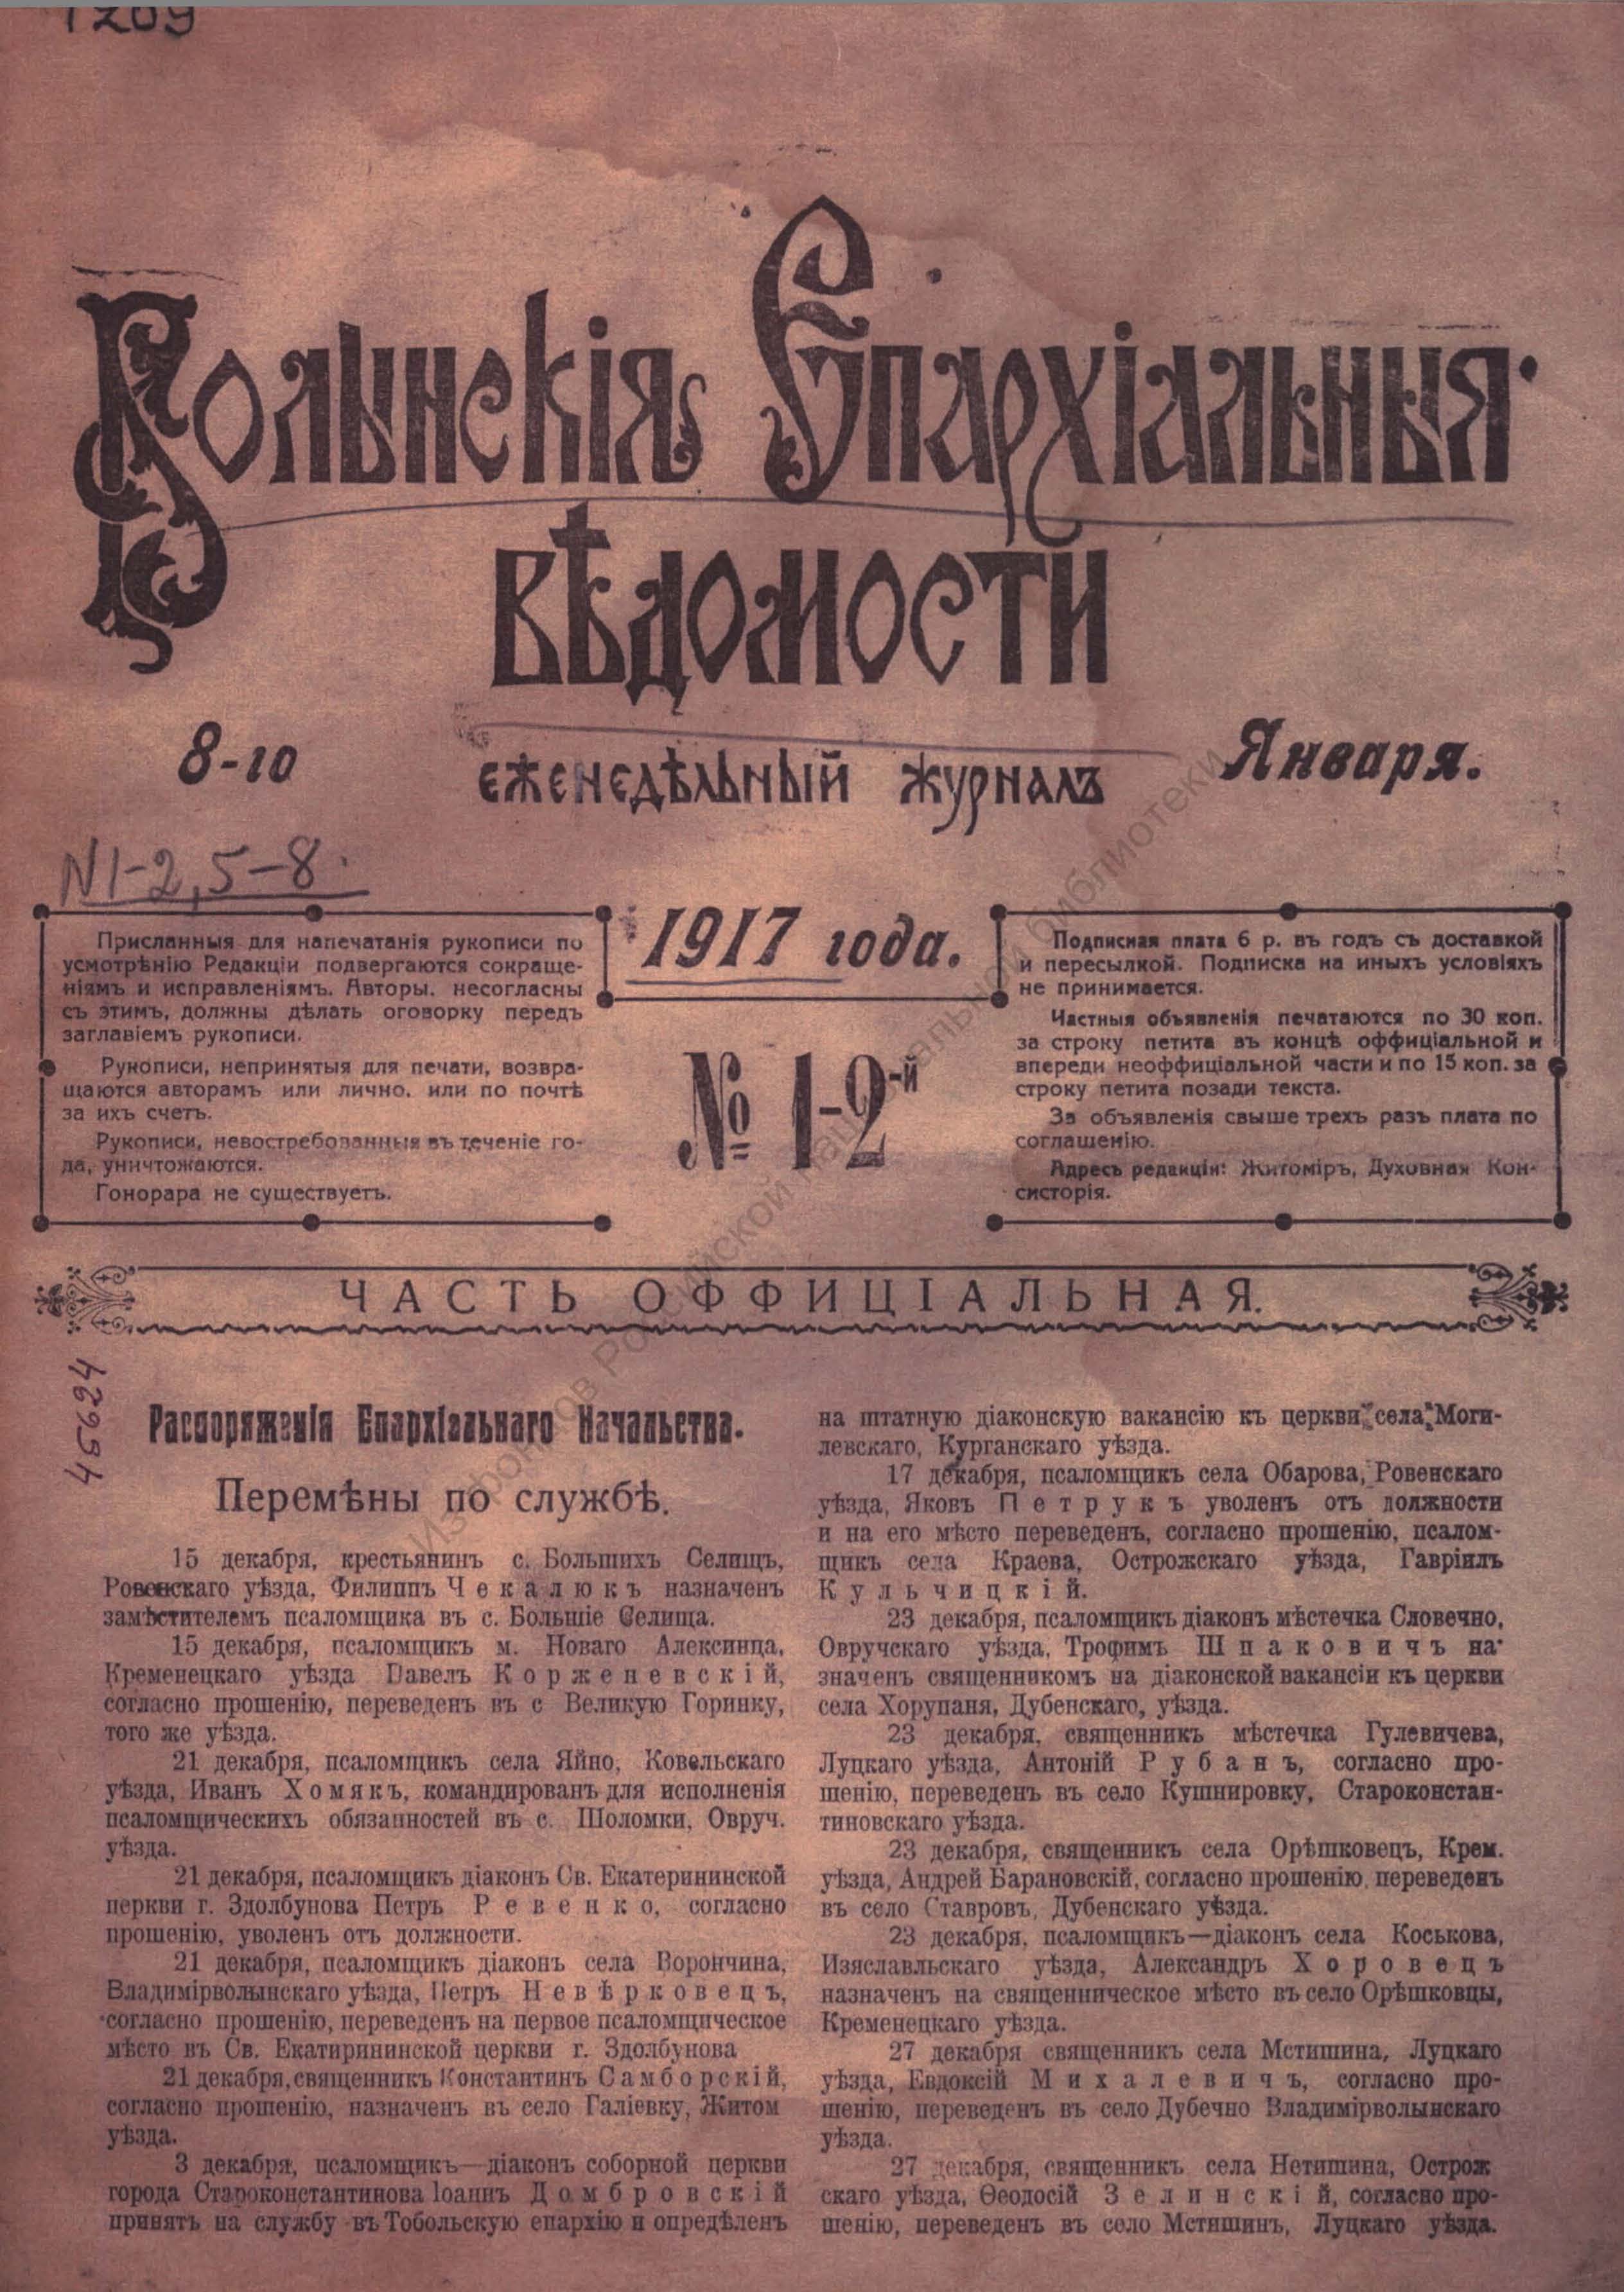 1269
Волынскія Епархіальныя
Вѣдомости
8-го
еженедѣльный журналъ
Января.
N 1-2, 5-8.
1917 года.
№ 1-2-й
Присланныя для напечатанія рукописи по
усмотрѣнію Редакціи подвергаются сокраще-
ніямъ и исправленіямъ. Авторы, несогласны
съ этимъ, должны дѣлать оговорку передъ
заглавіемъ рукописи.
Рукописи, непринятыя для печати, возвра-
щаются авторамъ или лично, или по почтѣ
за ихъ счетъ.
Рукописи, невостребованныя въ теченіе го-
да, уничтожаются.
Гонорара не существуетъ.
Подписная плата 6 р. въ годъ съ доставкой
и пересылкой. Подписка на иныхъ условіяхъ
не принимается.
Частныя объявленія печатаются по 30 коп.
за строку петита въ концѣ оффиціальной и
впереди неоффиціальной части и по 15 коп. за
строку петита позади текста.
За объявленія свыше трехъ разъ плата по
соглашенію.
Адресъ редакціи: Житоміръ, Духовная Кон-
систорія.
ЧАСТЬ ОФФИЦІАЛЬНАЯ.
45624
Распоряженія Епархіальнаго Начальства.
Перемѣны по службѣ.
15 декабря, крестьянинъ с. Большихъ Селищъ,
Ровенскаго уѣзда, Филиппъ Чекалюкъ назначенъ
замѣстителемъ псаломщика въ с. Большіе Селища.
15 декабря, псаломщикъ м. Новаго Алексинца,
Кременецкаго уѣзда Павелъ Корженевскій,
согласно прошенію, переведенъ въ с Великую Горинку,
того же уѣзда.
21 декабря, псаломщикъ села Яйно, Ковельскаго
уѣзда, Иванъ Хомякъ, командированъ для исполненія
псаломщическихъ обязанностей въ с. Шоломки, Овруч.
уѣзда.
21 декабря, псаломщикъ діаконъ Св. Екатерининской
церкви г. Здолбунова Петръ Ревенко, согласно
прошенію, уволенъ отъ должности.
21 декабря, псаломщикъ діаконъ села Ворончина,
Владимірволынскаго уѣзда, Петръ Невѣрковецъ,
согласно прошенію, переведенъ на первое псаломщическое
мѣсто въ Св. Екатирининской церкви г. Здолбунова
21 декабря, священникъ Константинъ Самборскій,
согласно прошенію, назначенъ въ село Галіевку, Житом
уѣзда.
3 декабря, псаломщикъ—діаконъ соборной церкви
города Староконстантинова Іоаннъ Домбровскій
принятъ на службу въ Тобольскую епархію и опредѣленъ
на штатную діаконскую вакансію къ церкви села Моги-
левскаго, Курганскаго уѣзда.
17 декабря, псаломщикъ села Обарова, Ровенскаго
уѣзда, Яковъ Петрукъ уволенъ отъ должности
и на его мѣсто переведенъ, согласно прошенію, псалом-
щикъ села Краева, Острожскаго уѣзда, Гавріилъ
Кульчицкій.
23 декабря, псаломщикъ діаконъ мѣстечка Словечно,
Овручскаго уѣзда, Трофимъ Шпаковичъ на-
значенъ священникомъ на діаконской вакансіи къ церкви
села Хорупаня, Дубенскаго, уѣзда.
23 декабря, священникъ мѣстечка Гулевичева,
Луцкаго уѣзда, Антоній Рубанъ, согласно про-
шенію, переведенъ въ село Кушнировку, Староконстан-
тиновскаго уѣзда.
23 декабря, священникъ села Орѣшковецъ, Крем.
уѣзда, Андрей Барановскій, согласно прошенію, переведенъ
въ село Ставровъ, Дубенскаго уѣзда.
23 декабря, псаломщикъ—діаконъ села Коськова,
Изяславльскаго уѣзда, Александръ Хоровецъ
назначенъ на священническое мѣсто въ село Орѣшковцы,
Кременецкаго уѣзда.
27 декабря священникъ села Мстишина, Луцкаго
уѣзда, Евдоксій Михалевичъ, согласно про-
шенію, переведенъ въ село Дубечно Владимірволынскаго
уѣзда.
27 декабря, священникъ села Нетишина, Острож
скаго уѣзда, Ѳеодосій Зелинскій, согласно про-
шенію, переведенъ въ село Мстишинъ, Луцкаго уѣзда.
Из фондов Российской национальной библиотеки